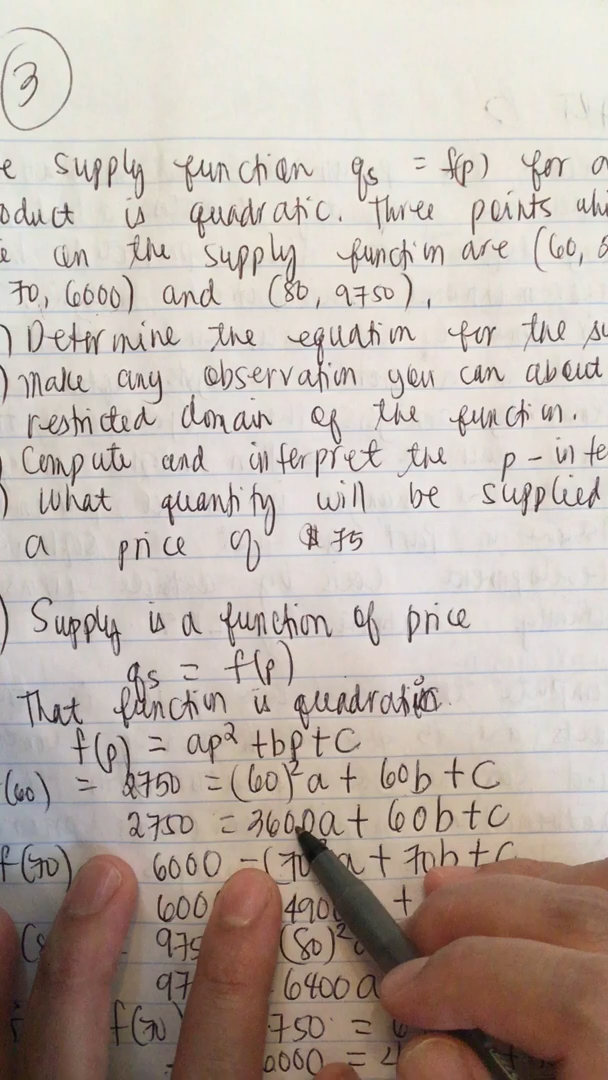 3
supply function qs = f(p) for a
is quadratic. Three points
on the supply function are (60,
70, 6000) and (80, 9750).
) Determine the equation for the
) make any observation you can about
restricted domain of the function.
Compute and interpret the p-
) What quantity will be supplied
a price of $75
) Supply is a function of price
qs = f(p)
That function is quadratic.
f(p) = ap² + bp + C
(60) = 2750 = (60)²a + 60b + C
2750 = 3600a + 60b + C
f(70) 6000 = (70 a + 70b + C
600 490 +
975 (80)²
97 6400a
f(70) 750 =
000 =